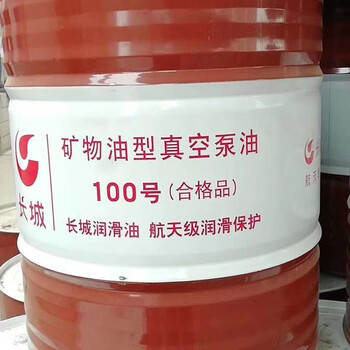 矿物油型真空泵油
100号(合格品)
长城润滑油 航天级润滑保护
长城